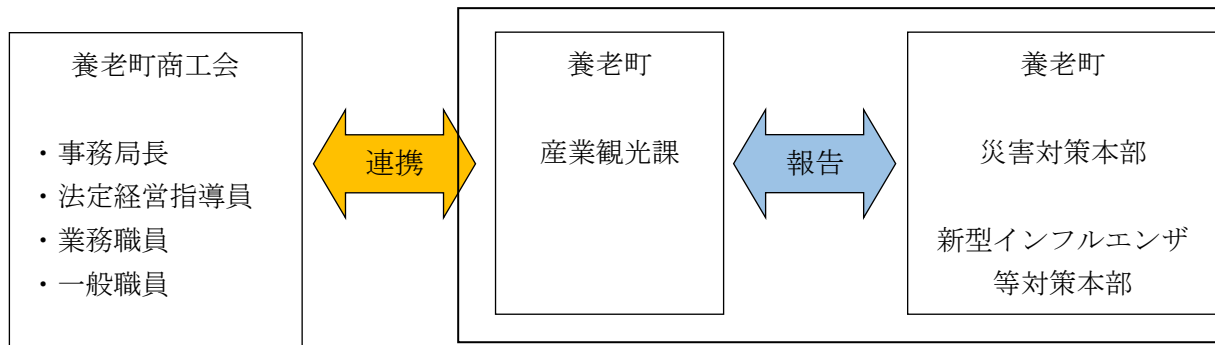 養老町商工会
・事務局長
・法定経営指導員
・業務職員
・一般職員
連携
養老町
産業観光課
報告
養老町
災害対策本部
新型インフルエンザ
等対策本部